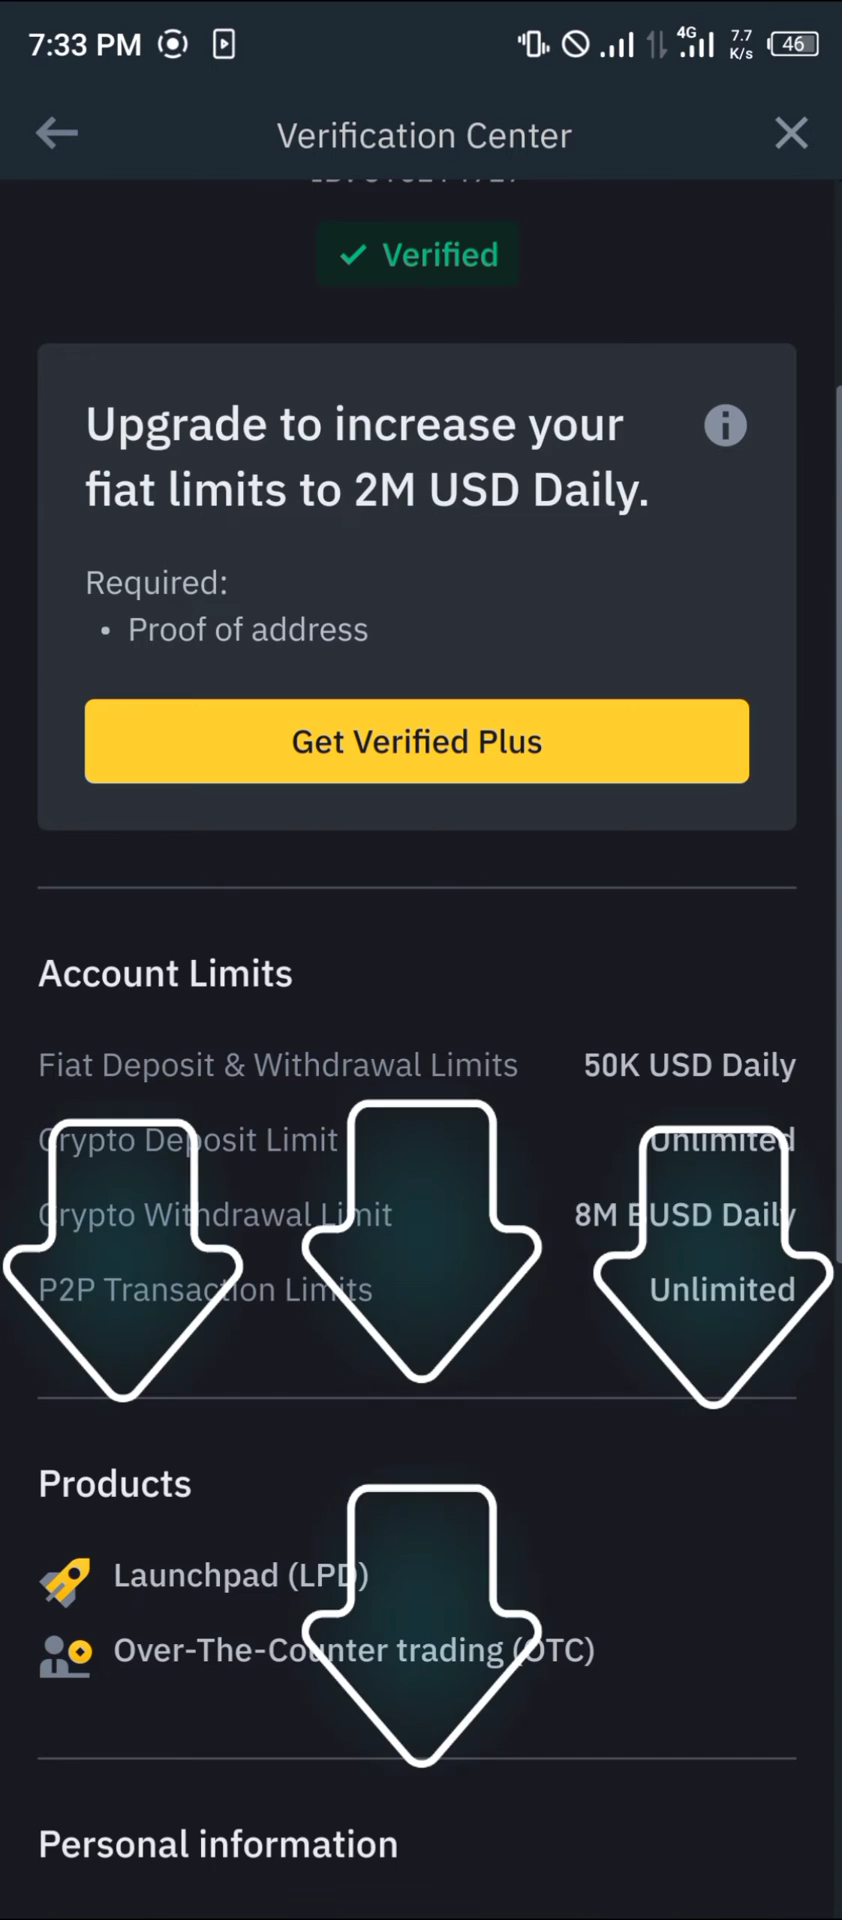 7:33 PM
4G
7.7
K/s
46
Verification Center
Verified
Upgrade to increase your
fiat limits to 2M USD Daily.
Required:
• Proof of address
Get Verified Plus
Account Limits
Fiat Deposit & Withdrawal Limits 50K USD Daily
Crypto Deposit Limit Unlimited
Crypto Withdrawal Limit 8M BUSD Daily
P2P Transaction Limits Unlimited
Products
Launchpad (LPD)
Over-The-Counter trading (OTC)
Personal information